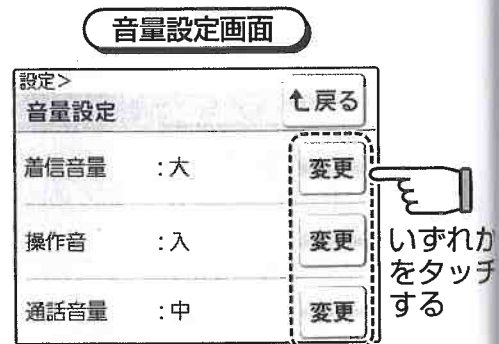 音量設定画面
設定>
音量設定
戻る
着信音量 :大 変更
操作音 :入 変更
通話音量 :中 変更
いずれか
をタッチ
する